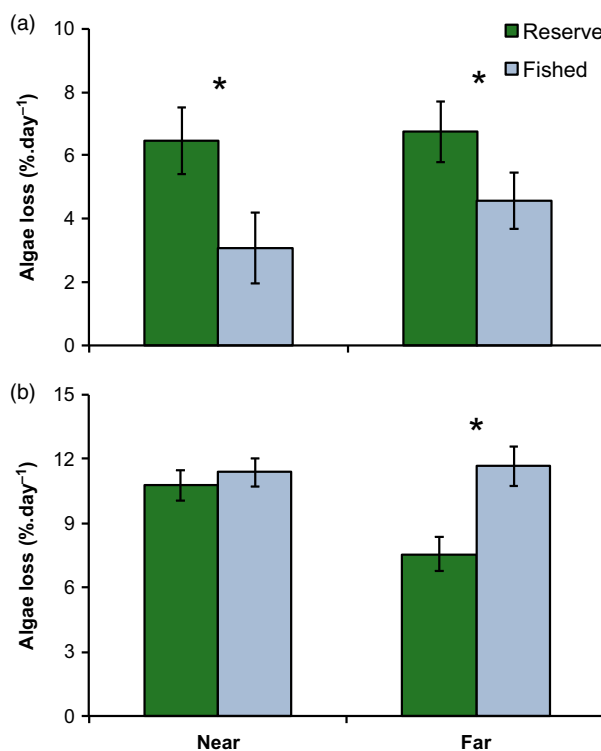 (a)
Reserve
Fished
10
8
6
4
2
0
Algae loss (%.day⁻¹)
*
*
(b)
15
12
9
6
3
0
Algae loss (%.day⁻¹)
*
Near
Far